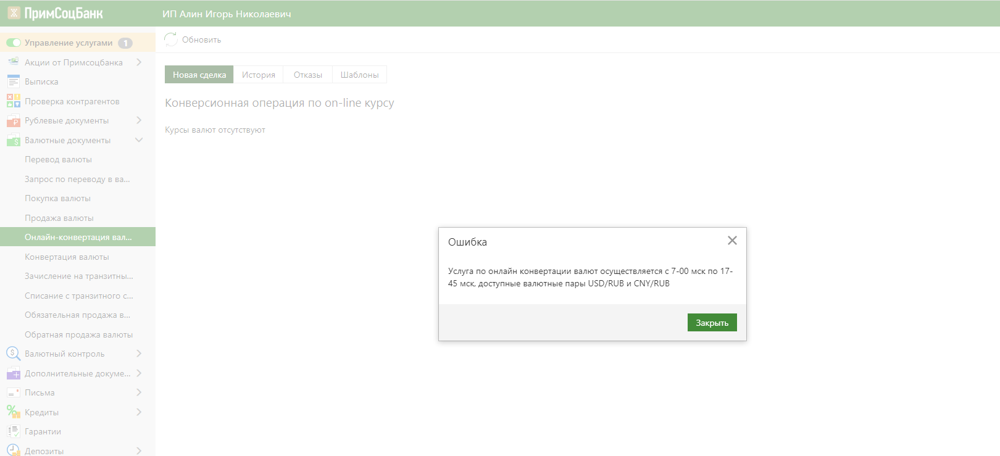 ПримСоцБанк
ИП Алин Игорь Николаевич
Управление услугами 1
Акции от Примсоцбанка
Выписка
Проверка контрагентов
Рублевые документы
Валютные документы
Перевод валюты
Запрос по переводу в ва...
Покупка валюты
Продажа валюты
Онлайн-конвертация вал...
Конвертация валюты
Зачисление на транзитны...
Списание с транзитного с...
Обязательная продажа в...
Обратная продажа валюты
Валютный контроль
Дополнительные докуме...
Письма
Кредиты
Гарантии
Депозиты
Обновить
Новая сделка История Отказы Шаблоны
Конверсионная операция по on-line курсу
Курсы валют отсутствуют
Ошибка
Услуга по онлайн конвертации валют осуществляется с 7-00 мск по 17-
45 мск, доступные валютные пары USD/RUB и CNY/RUB
Закрыть